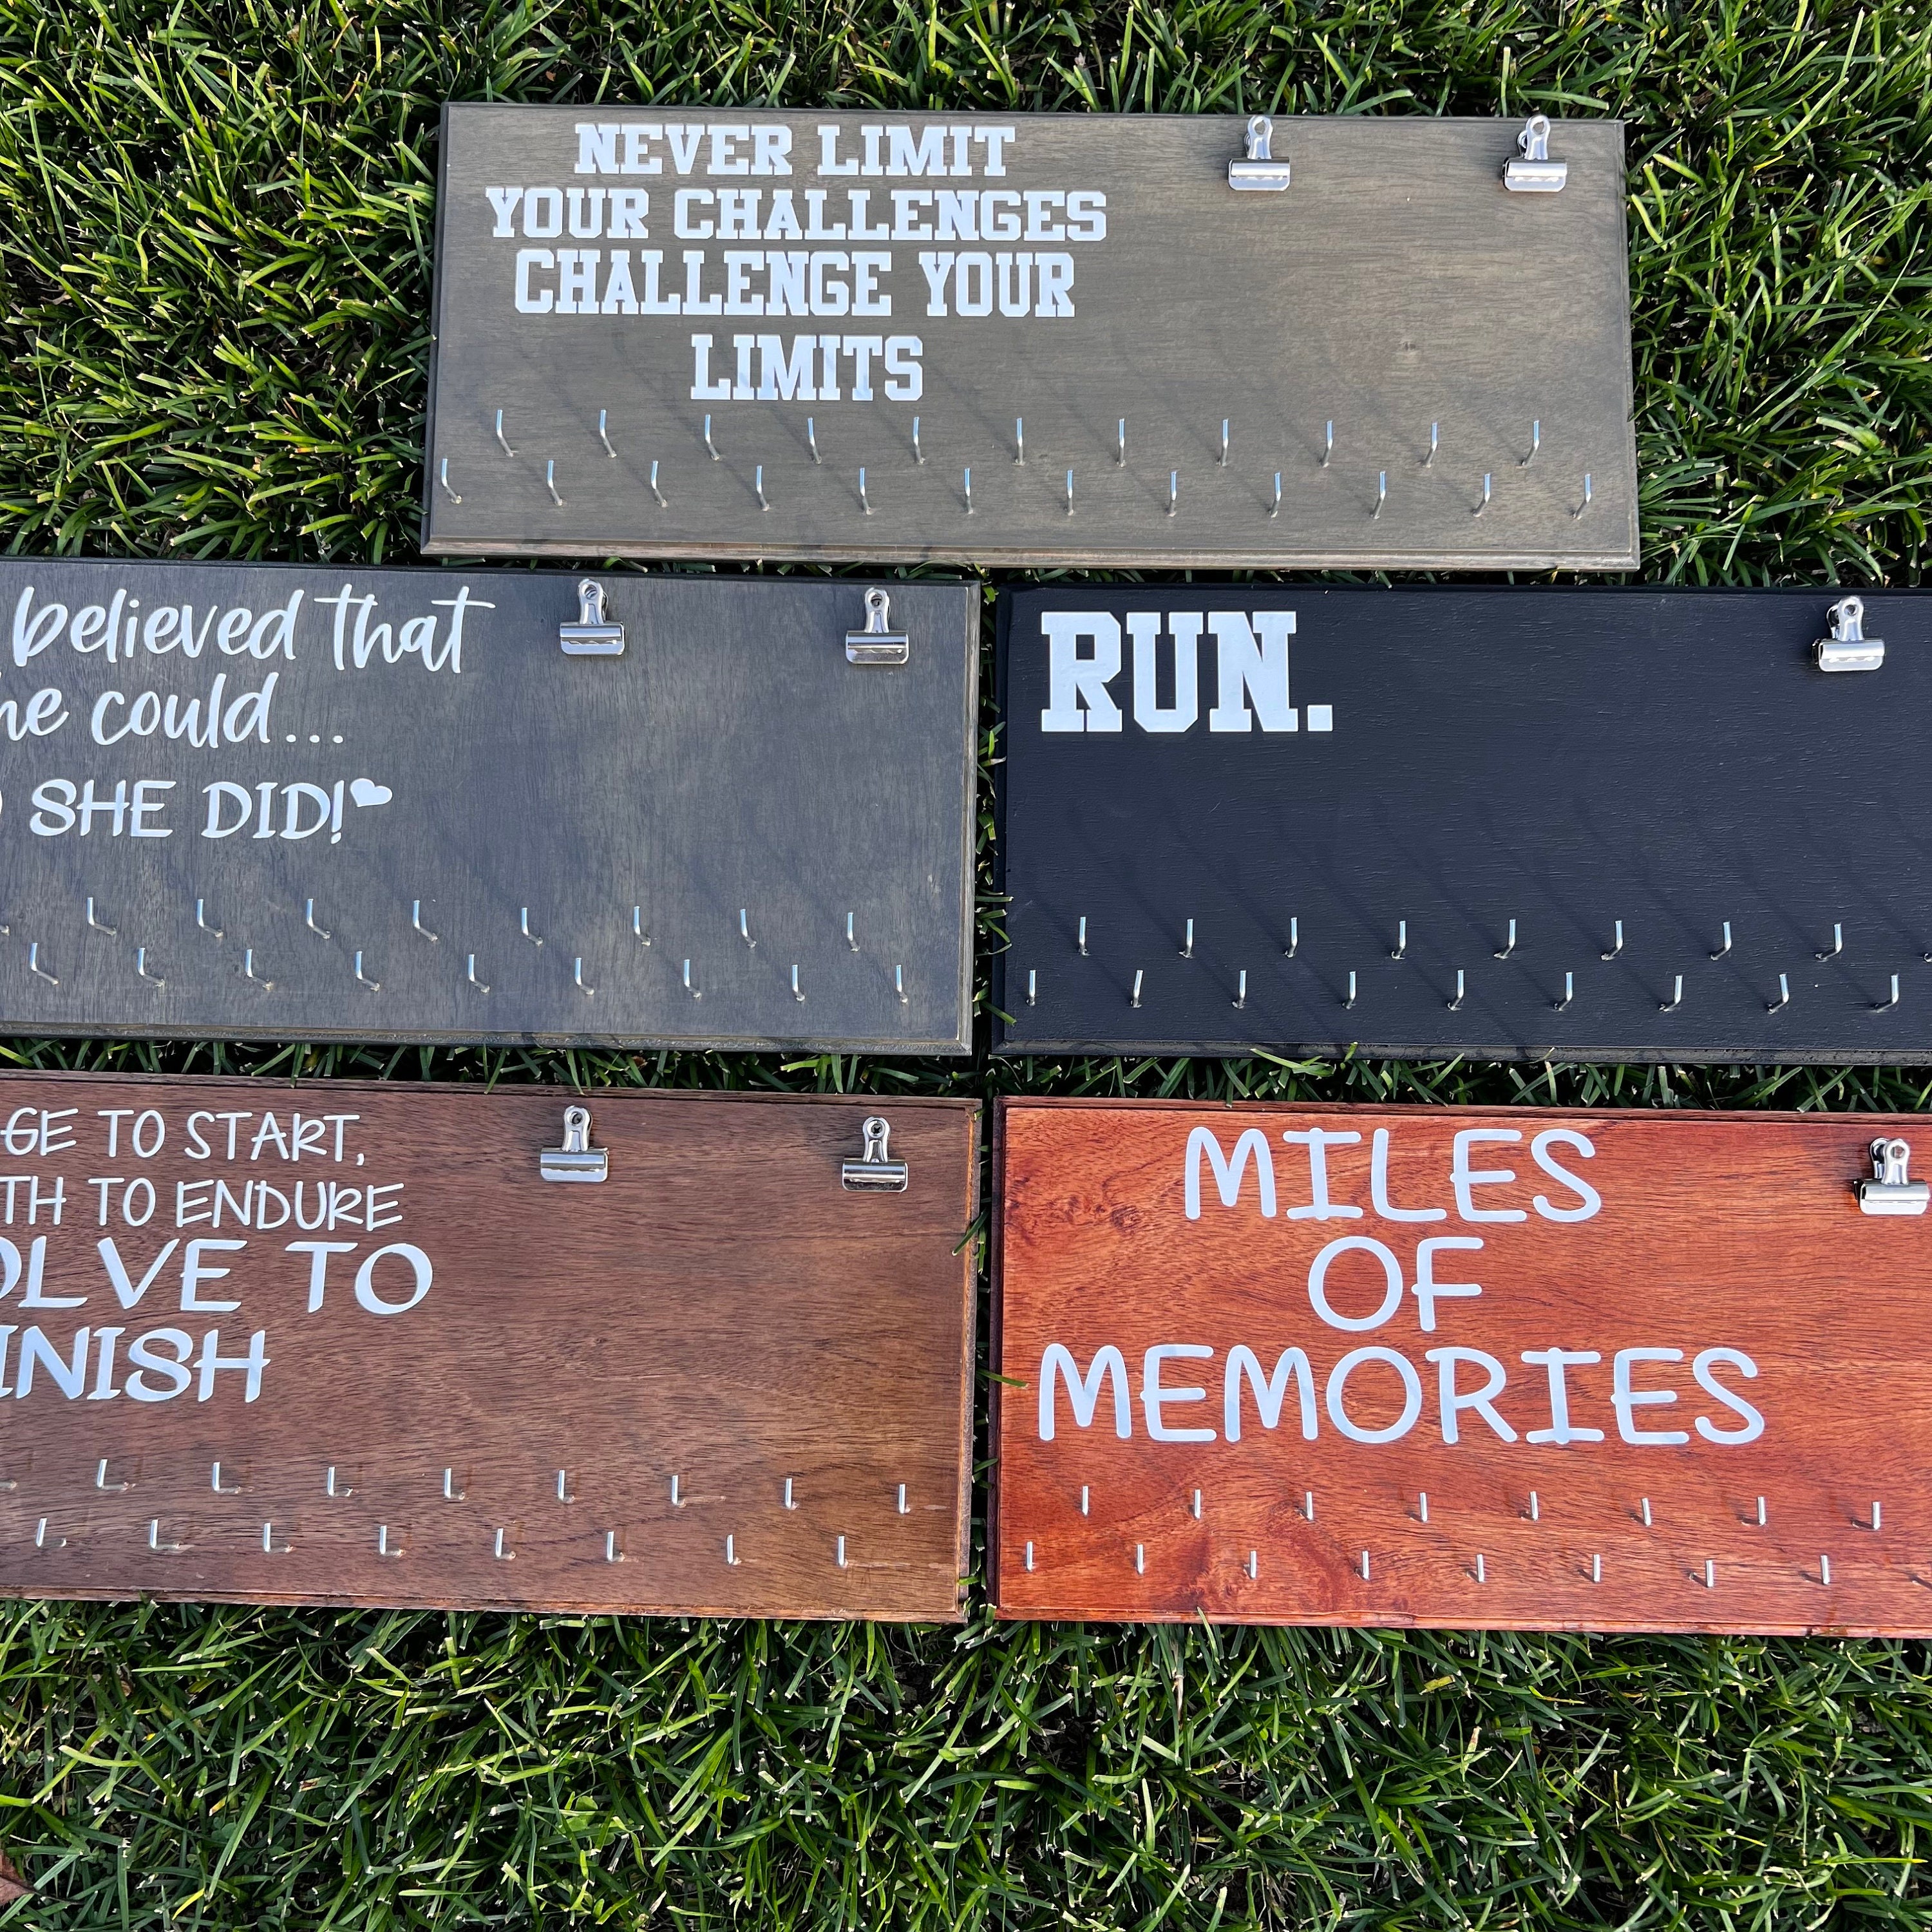 NEVER LIMIT
YOUR CHALLENGES
CHALLENGE YOUR
LIMITS
believed that
he could...
SHE DID!
RUN.
GE TO START,
TH TO ENDURE
OLVE TO
INISH
MILES
OF
MEMORIES